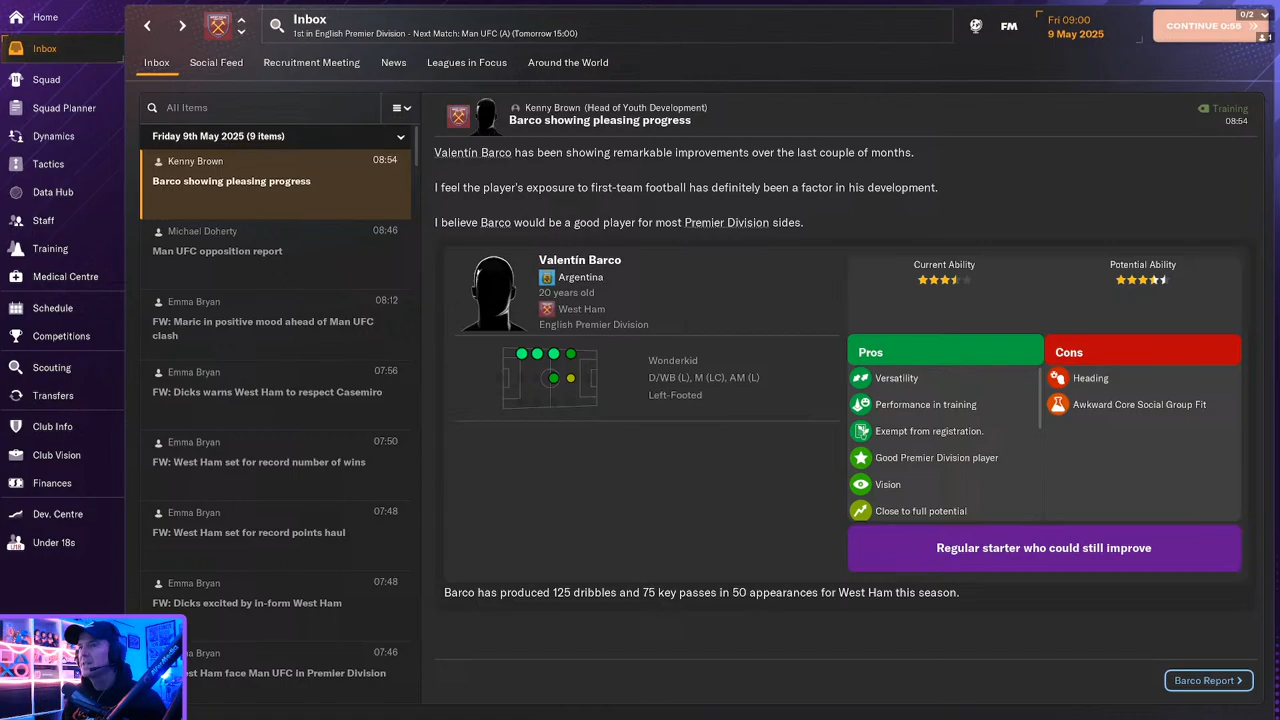 Home
Inbox
Squad
Squad Planner
Dynamics
Tactics
Data Hub
Staff
Training
Medical Centre
Schedule
Competitions
Scouting
Transfers
Club Info
Club Vision
Finances
Dev. Centre
Under 18s
Inbox
1st in English Premier Division - Next Match: Man UFC (A) (Tomorrow 15:00)
FM
Fri 09:00
9 May 2025
0/2
CONTINUE 0:55
1
Inbox
Social Feed
Recruitment Meeting
News
Leagues in Focus
Around the World
All Items
Friday 9th May 2025 (9 items)
Kenny Brown 08:54
Barco showing pleasing progress
Michael Doherty 08:46
Man UFC opposition report
Emma Bryan 08:12
FW: Maric in positive mood ahead of Man UFC
clash
Emma Bryan 07:56
FW: Dicks warns West Ham to respect Casemiro
Emma Bryan 07:50
FW: West Ham set for record number of wins
Emma Bryan 07:48
FW: West Ham set for record points haul
Emma Bryan 07:48
FW: Dicks excited by in-form West Ham
Bryan 07:46
Ham face Man UFC in Premier Division
Kenny Brown (Head of Youth Development)
Barco showing pleasing progress
Training
08:54
Valentín Barco has been showing remarkable improvements over the last couple of months.
I feel the player's exposure to first-team football has definitely been a factor in his development.
I believe Barco would be a good player for most Premier Division sides.
Valentín Barco
Argentina
20 years old
West Ham
English Premier Division
Wonderkid
D/WB (L), M (LC), AM (L)
Left-Footed
Current Ability
Potential Ability
Pros
Versatility
Performance in training
Exempt from registration.
Good Premier Division player
Vision
Close to full potential
Cons
Heading
Awkward Core Social Group Fit
Regular starter who could still improve
Barco has produced 125 dribbles and 75 key passes in 50 appearances for West Ham this season.
Barco Report